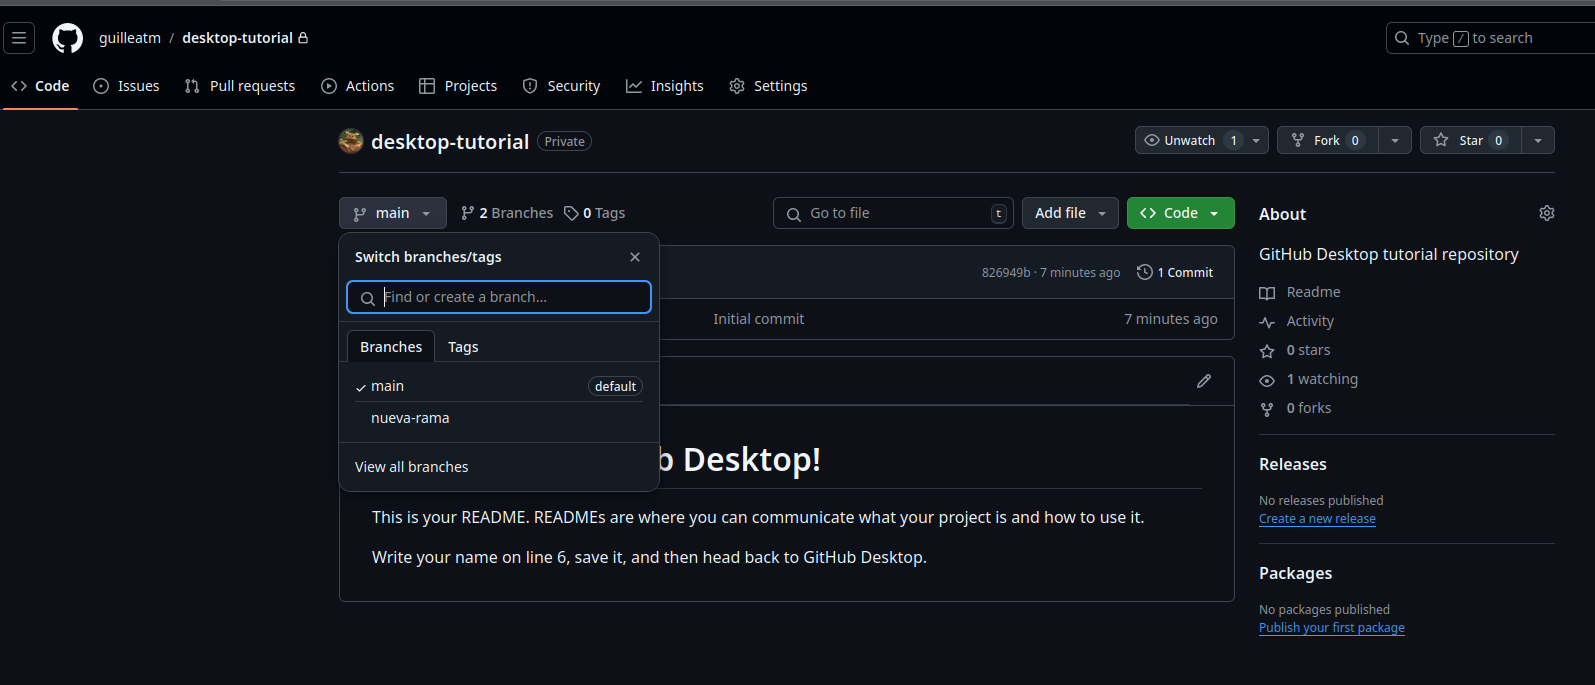 guilleatm / desktop-tutorial
Type / to search
Code Issues Pull requests Actions Projects Security Insights Settings
desktop-tutorial Private
Unwatch 1 Fork 0 Star 0
main 2 Branches 0 Tags
Go to file t Add file Code
Switch branches/tags
Find or create a branch...
Branches Tags
main default
nueva-rama
View all branches
826949b · 7 minutes ago 1 Commit
Initial commit 7 minutes ago
b Desktop!
This is your README. READMEs are where you can communicate what your project is and how to use it.
Write your name on line 6, save it, and then head back to GitHub Desktop.
About
GitHub Desktop tutorial repository
Readme
Activity
0 stars
1 watching
0 forks
Releases
No releases published
Create a new release
Packages
No packages published
Publish your first package